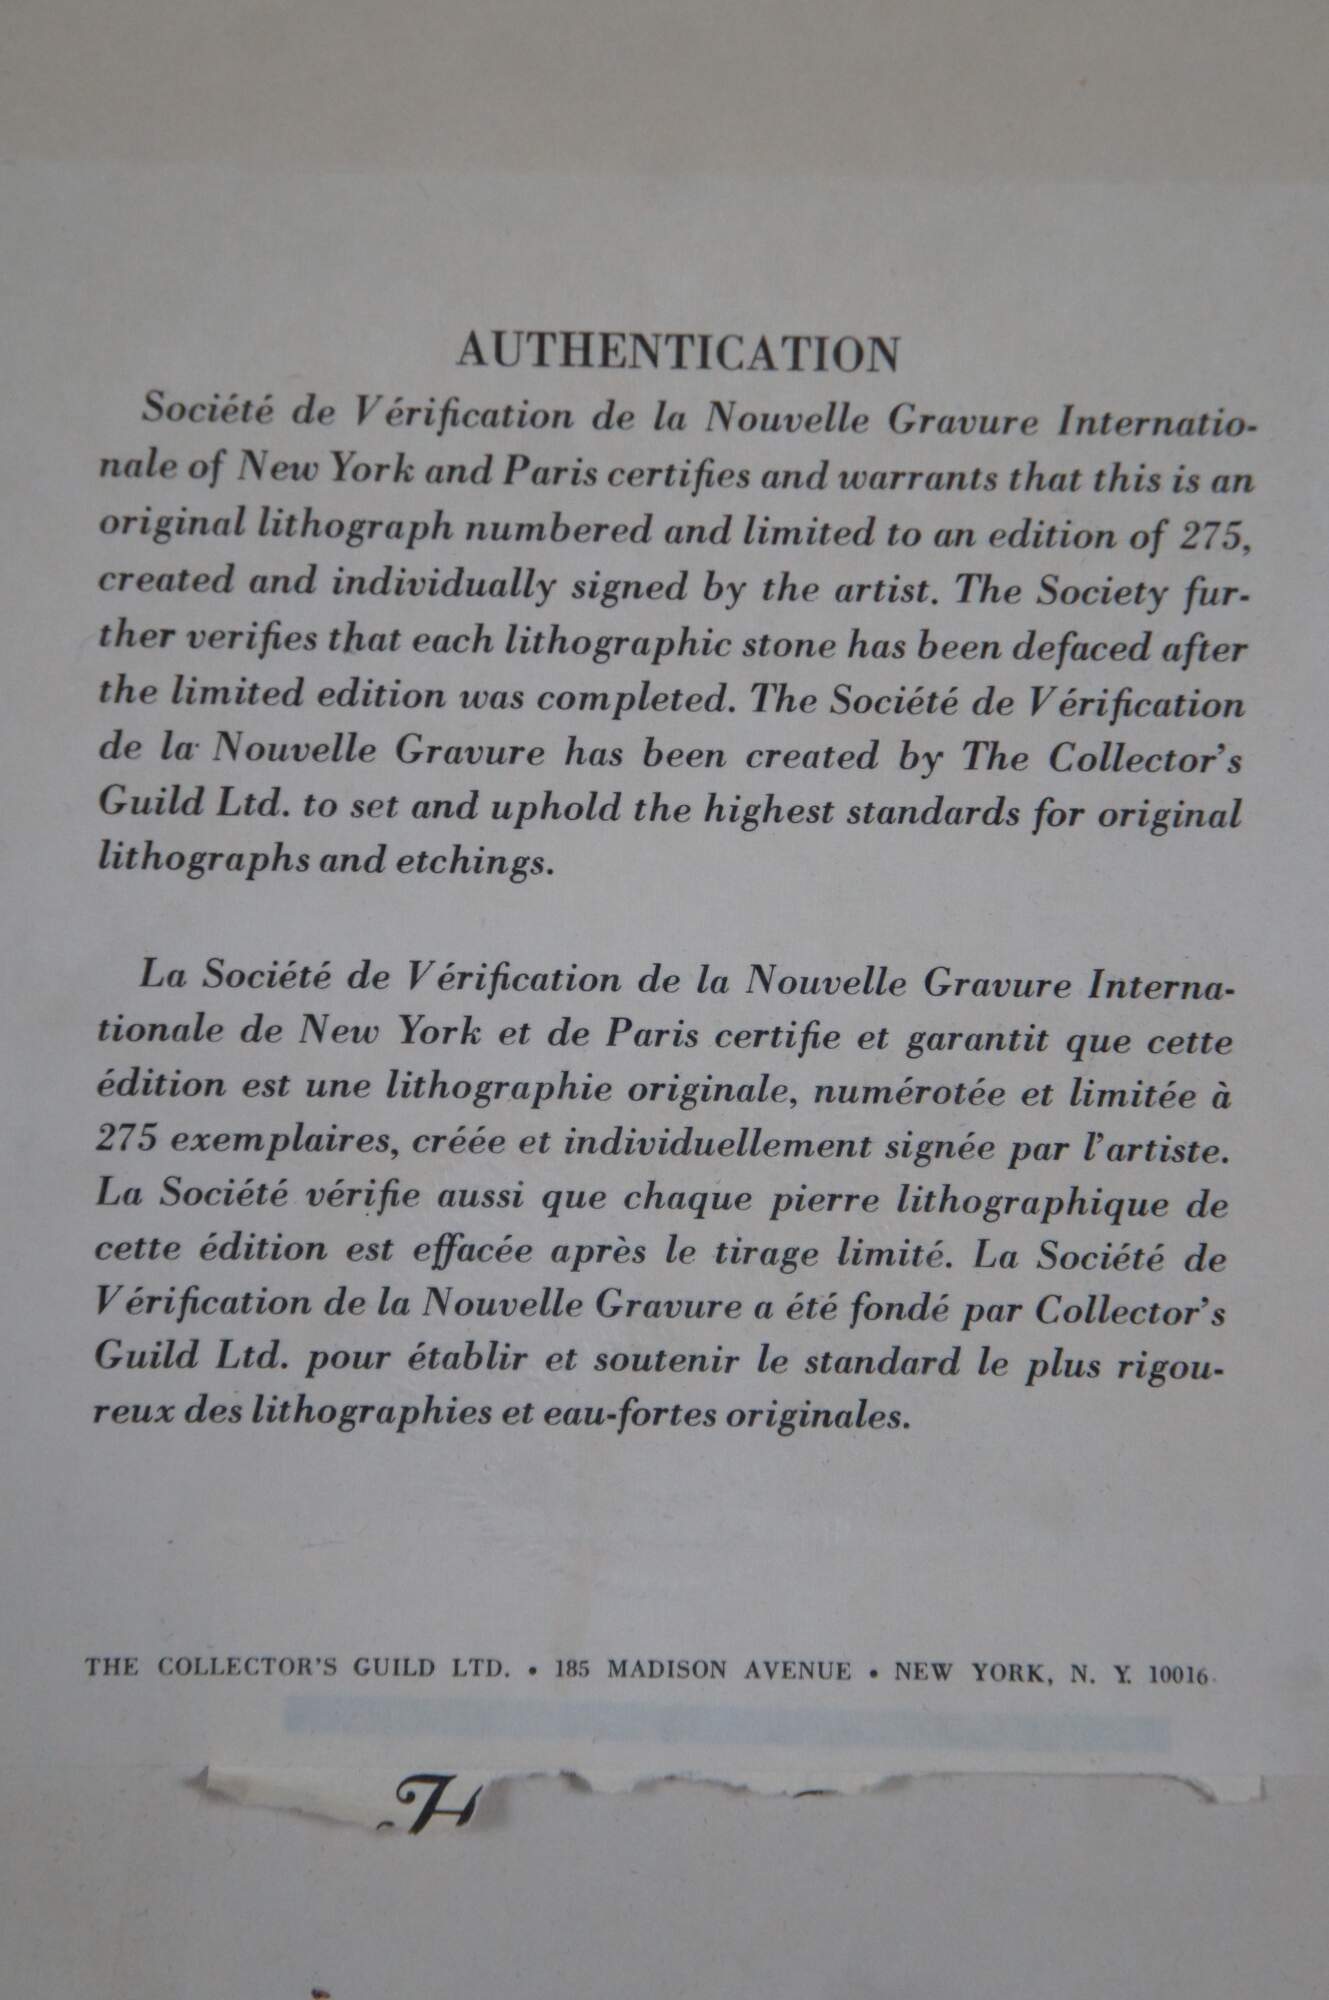 AUTHENTICATION
Société de Vérification de la Nouvelle Gravure Internatio-
nale of New York and Paris certifies and warrants that this is an
original lithograph numbered and limited to an edition of 275,
created and individually signed by the artist. The Society fur-
ther verifies that each lithographic stone has been defaced after
the limited edition was completed. The Société de Vérification
de la Nouvelle Gravure has been created by The Collector's
Guild Ltd. to set and uphold the highest standards for original
lithographs and etchings.
La Société de Vérification de la Nouvelle Gravure Interna-
tionale de New York et de Paris certifie et garantit que cette
édition est une lithographie originale, numérotée et limitée à
275 exemplaires, créée et individuellement signée par l'artiste.
La Société vérifie aussi que chaque pierre lithographique de
cette édition est effacée après le tirage limité. La Société de
Vérification de la Nouvelle Gravure a été fondé par Collector's
Guild Ltd. pour établir et soutenir le standard le plus rigou-
reux des lithographies et eau-fortes originales.
THE COLLECTOR'S GUILD LTD. • 185 MADISON AVENUE • NEW YORK, N. Y. 10016